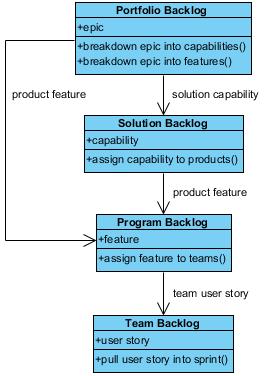 Portfolio Backlog
+epic
+breakdown epic into capabilities()
+breakdown epic into features()
product feature
solution capability
Solution Backlog
+capability
+assign capability to products()
product feature
Program Backlog
+feature
+assign feature to teams()
team user story
Team Backlog
+user story
+pull user story into sprint()